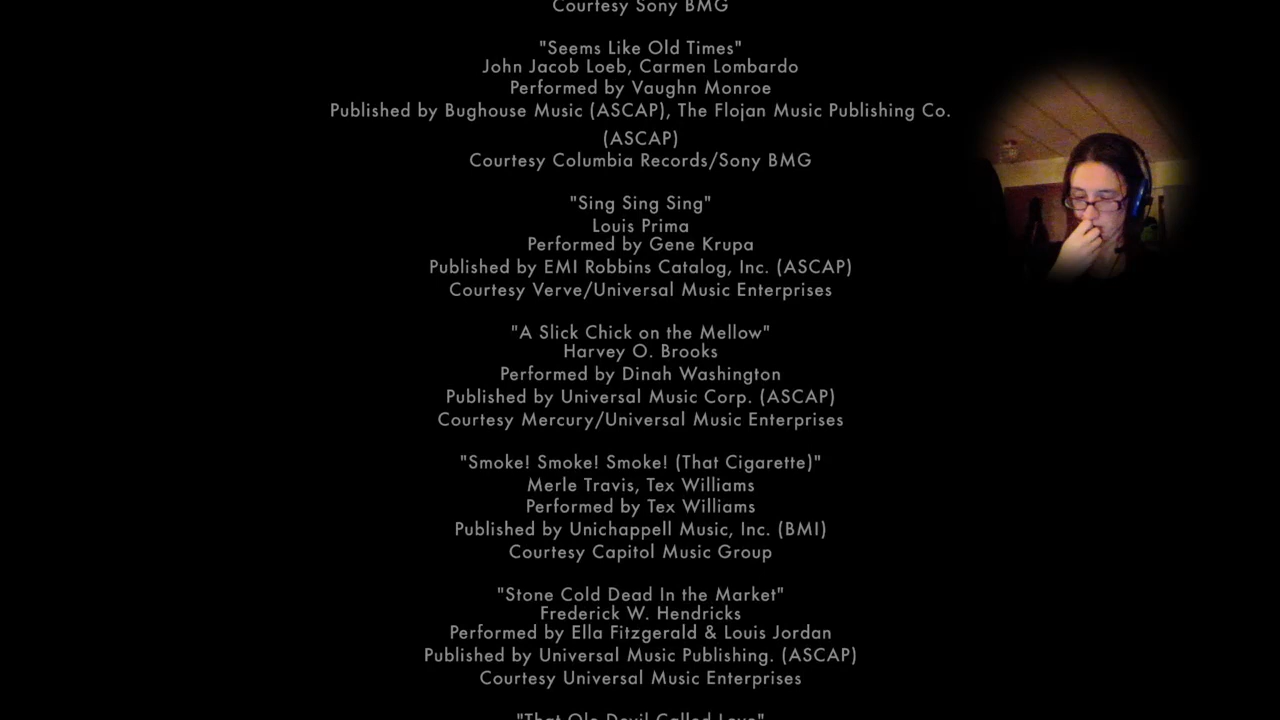 Courtesy Sony BMG
"Seems Like Old Times"
John Jacob Loeb, Carmen Lombardo
Performed by Vaughn Monroe
Published by Bughouse Music (ASCAP), The Flojan Music Publishing Co.
(ASCAP)
Courtesy Columbia Records/Sony BMG
"Sing Sing Sing"
Louis Prima
Performed by Gene Krupa
Published by EMI Robbins Catalog, Inc. (ASCAP)
Courtesy Verve/Universal Music Enterprises
"A Slick Chick on the Mellow"
Harvey O. Brooks
Performed by Dinah Washington
Published by Universal Music Corp. (ASCAP)
Courtesy Mercury/Universal Music Enterprises
"Smoke! Smoke! Smoke! (That Cigarette)"
Merle Travis, Tex Williams
Performed by Tex Williams
Published by Unichappell Music, Inc. (BMI)
Courtesy Capitol Music Group
"Stone Cold Dead In the Market"
Frederick W. Hendricks
Performed by Ella Fitzgerald & Louis Jordan
Published by Universal Music Publishing. (ASCAP)
Courtesy Universal Music Enterprises
"That Ole Devil Called Love"